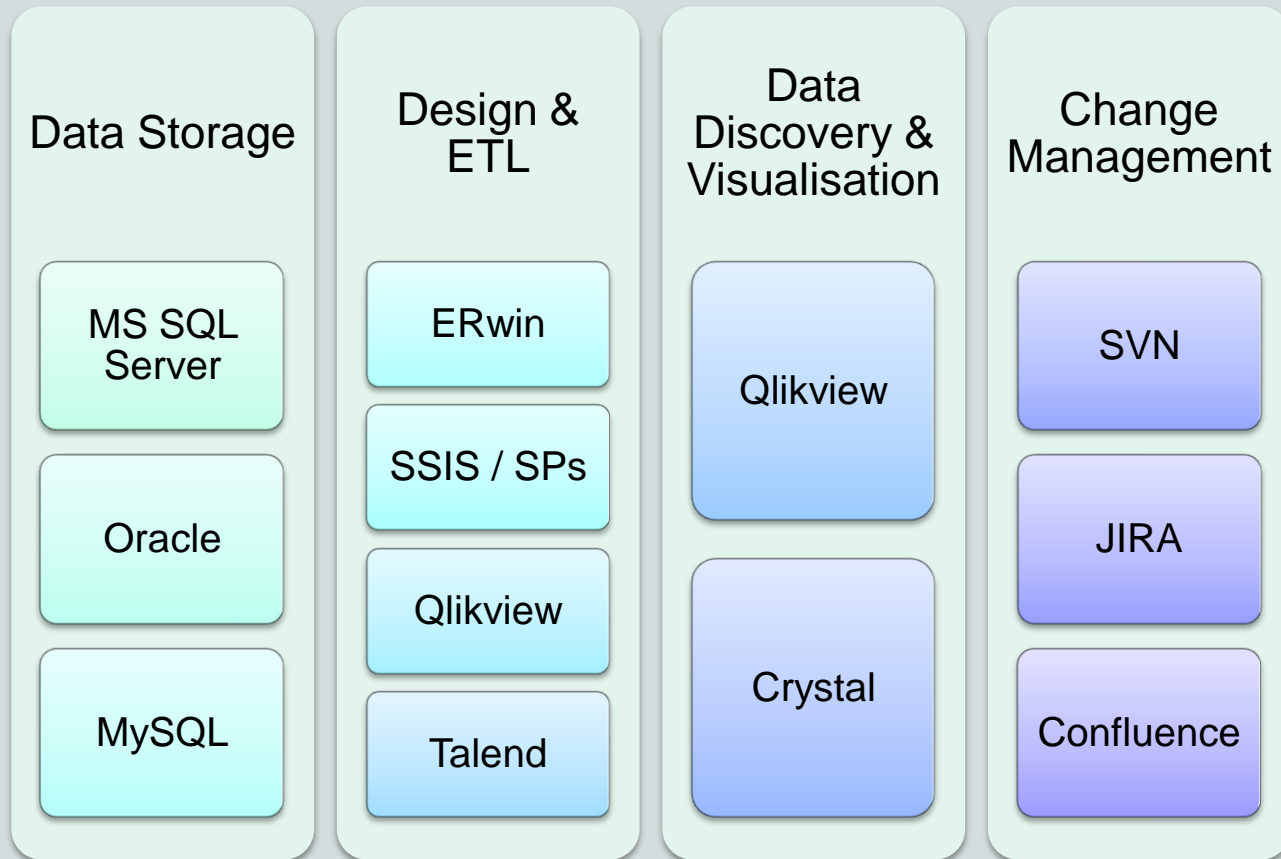 Data Storage
MS SQL
Server
Oracle
MySQL
Design &
ETL
ERwin
SSIS / SPs
Qlikview
Talend
Data
Discovery &
Visualisation
Qlikview
Crystal
Change
Management
SVN
JIRA
Confluence